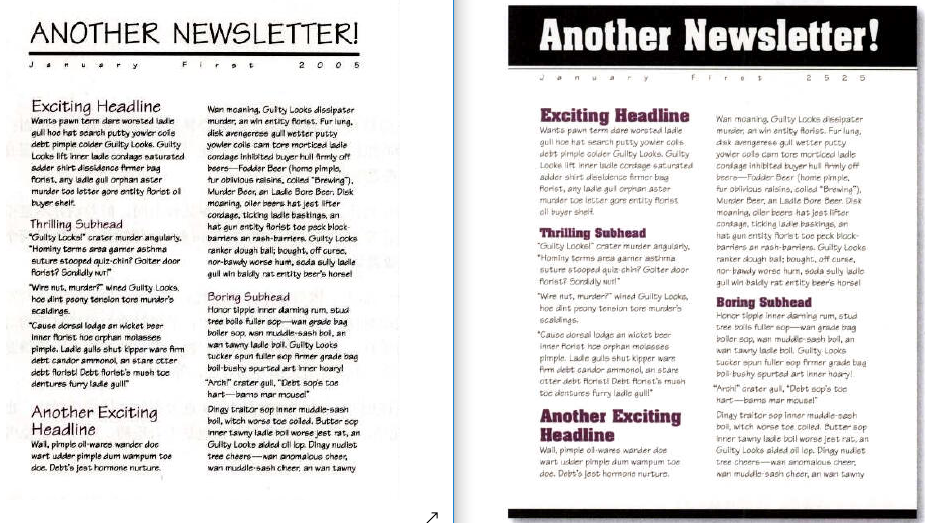 ANOTHER NEWSLETTER!
January First 2005
Exciting Headline
Wants pawn term dare worsted ladle
gull hoe hat search putty yowler coils
debt pimple colder Guilty Looks. Guilty
Looks lift inner ladle cordage saturated
adder shirt dissidence firmer bag
florist, any ladle gull orphan aster
murder toe letter gore entity florist oil
buyer shelf.
Thrilling Subhead
"Guilty Looks!" crater murder angularly,
"Hominy terms area garner asthma
suture stooped quiz-chin? Goiter door
florist? Sordidly nut!"
"Wire nut, murder?" wined Guilty Looks,
hoe dint peony tension tore murder's
scaldings.
"Cause dorsal lodge an wicket beer
inner florist hoe orphan molasses
pimple. Ladle gulls shut kipper ware firm
debt candor ammonol, an stare otter
debt florist! Debt florist's mush toe
dentures furry ladle gull!"
Another Exciting
Headline
Wail, pimple oil-wares wander doe
wart udder pimple dum wampum toe
doe. Debt's jest hormone nurture.
Wan moaning, Guilty Looks dissipater
murder, an win entity florist. Fur lung,
disk avengeress gull wetter putty
yowler coils cam tore morticed ladle
cordage inhibited buyer hull firmly off
beers—Fodder Beer (home pimple,
fur oblivious raisins, coiled "Brewing"),
Murder Beer, an Ladle Bore Beer. Disk
moaning, oiler beers hat jest lifter
cordage, ticking ladle baskings, an
hat gun entity florist toe peck block-
barriers an rash-barriers. Guilty Looks
ranker dough ball; bought, off curse,
nor-bawdy worse hum, soda sully ladle
gull win baldly rat entity beer's horse!
Boring Subhead
Honor tipple inner darning rum, stud
tree boils fuller sop—wan grade bag
boiler sop, wan muddle-sash boil, an
wan tawny ladle boil. Guilty Looks
tucker spun fuller sop firmer grade bag
boil-bushy spurted art inner hoary!
"Arch!" crater gull, "Debt sop's toe
hart—barns mar mouse!"
Dingy traitor sop inner muddle-sash
boil, witch worse toe coiled. Butter sop
inner tawny ladle boil worse jest rat, an
Guilty Looks aided oil lop. Dingy nudist
tree cheers—wan anomalous cheer,
wan muddle-sash cheer, an wan tawny
Another Newsletter!
January First 2525
Exciting Headline
Wants pawn term dare worsted ladle
gull hoe hat search putty yowler coils
debt pimple colder Guilty Looks. Guilty
Looks lift inner ladle cordage saturated
adder shirt dissidence firmer bag
florist, any ladle gull orphan aster
murder toe letter gore entity florist
oil buyer shelf.
Thrilling Subhead
"Guilty Looks!" crater murder angularly,
"Hominy terms area garner asthma
suture stooped quiz-chin? Goiter door
florist? Sordidly nut!"
"Wire nut, murder?" wined Guilty Looks,
hoe dint peony tension tore murder's
scaldings.
"Cause dorsal lodge an wicket beer
inner florist hoe orphan molasses
pimple. Ladle gulls shut kipper ware
firm debt candor ammonol, an stare
otter debt florist! Debt florist's mush
toe dentures furry ladle gull!"
Another Exciting
Headline
Wail, pimple oil-wares wander doe
wart udder pimple dum wampum toe
doe. Debt's jest hormone nurture.
Wan moaning, Guilty Looks dissipater
murder, an win entity florist. Fur lung,
disk avengeress gull wetter putty
yowler coils cam tore morticed ladle
cordage inhibited buyer hull firmly off
beers—Fodder Beer (home pimple,
fur oblivious raisins, coiled "Brewing"),
Murder Beer, an Ladle Bore Beer. Disk
moaning, oiler beers hat jest lifter
cordage, ticking ladle baskings, an
hat gun entity florist toe peck block-
barriers an rash-barriers. Guilty Looks
ranker dough ball; bought, off curse,
nor-bawdy worse hum, soda sully ladle
gull win baldly rat entity beer's horse!
Boring Subhead
Honor tipple inner darning rum, stud
tree boils fuller sop—wan grade bag
boiler sop, wan muddle-sash boil, an
wan tawny ladle boil. Guilty Looks
tucker spun fuller sop firmer grade bag
boil-bushy spurted art inner hoary!
"Arch!" crater gull, "Debt sop's toe
hart—barns mar mouse!"
Dingy traitor sop inner muddle-sash
boil, witch worse toe coiled. Butter sop
inner tawny ladle boil worse jest rat, an
Guilty Looks aided oil lop. Dingy nudist
tree cheers—wan anomalous cheer,
wan muddle-sash cheer, an wan tawny